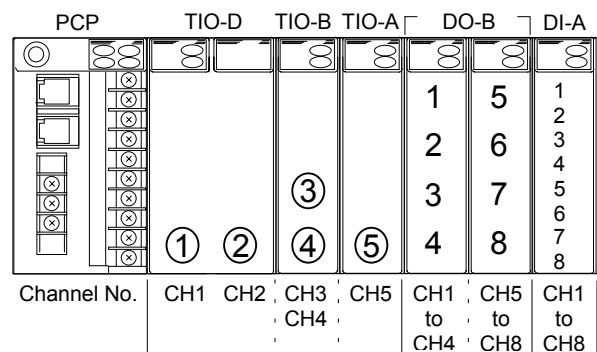 PCP TIO-D TIO-B TIO-A DO-B DI-A
1 5 1
2
2 6 3
4
③ 3 7 5
6
① ② ④ ⑤ 4 8 7
8
Channel No. CH1 CH2 CH3 CH5 CH1 CH5 CH1
CH4 to to to
CH4 CH8 CH8